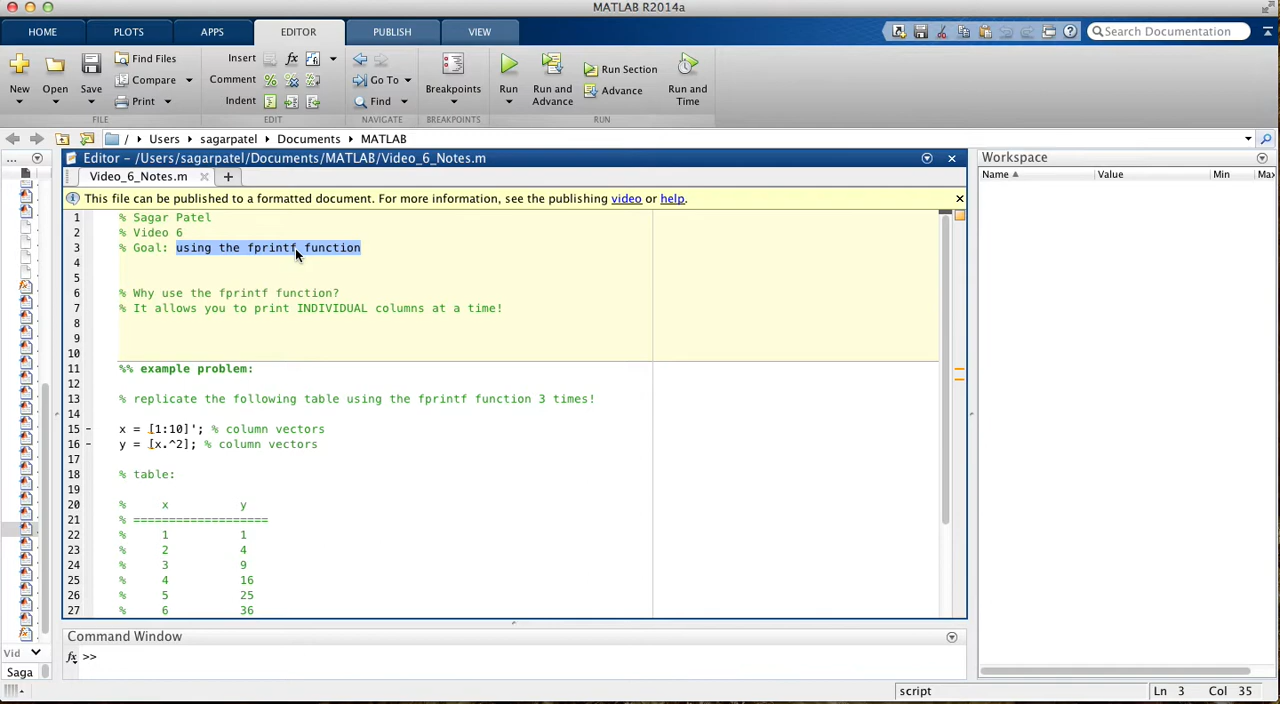 MATLAB R2014a
HOME PLOTS APPS EDITOR PUBLISH VIEW Search Documentation
New Open Save Find Files Compare Print Insert fx Comment % % % Indent Go To Find Breakpoints Run Run and Advance Run Section Advance Run and Time
FILE EDIT NAVIGATE BREAKPOINTS RUN
/ Users sagarpatel Documents MATLAB
... Editor - /Users/sagarpatel/Documents/MATLAB/Video_6_Notes.m
Video_6_Notes.m
This file can be published to a formatted document. For more information, see the publishing video or help.
1 % Sagar Patel
2 % Video 6
3 % Goal: using the fprintf function
4
5
6 % Why use the fprintf function?
7 % It allows you to print INDIVIDUAL columns at a time!
8
9
10
11 %% example problem:
12
13 % replicate the following table using the fprintf function 3 times!
14
15 x = [1:10]'; % column vectors
16 y = [x.^2]; % column vectors
17
18 % table:
19
20 % x y
21 % ===================
22 % 1 1
23 % 2 4
24 % 3 9
25 % 4 16
26 % 5 25
27 % 6 36
Command Window
fx >>
Workspace
Name Value Min Max
Vid
Saga
script Ln 3 Col 35